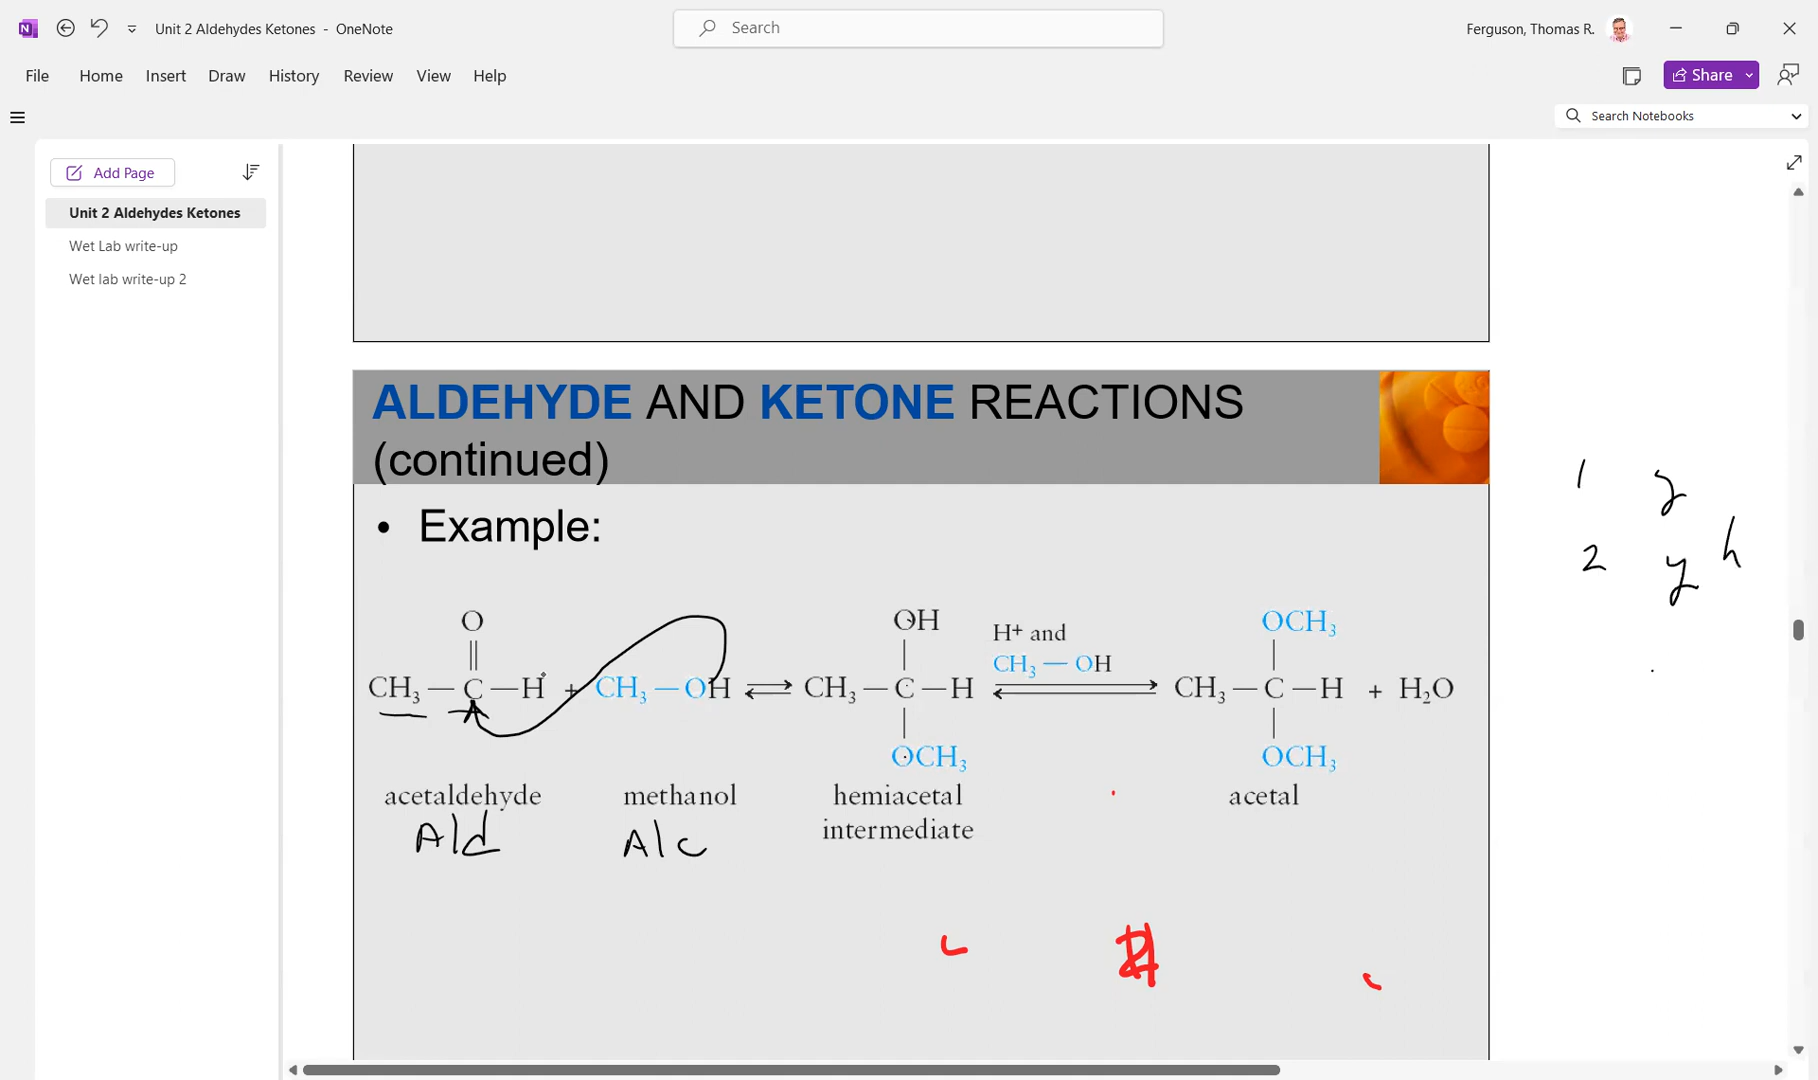 Unit 2 Aldehydes Ketones - OneNote
Search
Ferguson, Thomas R.
File Home Insert Draw History Review View Help
Share
Search Notebooks
Add Page
Unit 2 Aldehydes Ketones
Wet Lab write-up
Wet lab write-up 2
ALDEHYDE AND KETONE REACTIONS
(continued)
• Example:
1 y
2 y h
O
CH₃ — C — H + CH₃ — OH ⇌ CH₃ — C — H ⇌ CH₃ — C — H + H₂O
OH
OCH₃
H⁺ and
CH₃ — OH
OCH₃
OCH₃
acetaldehyde methanol hemiacetal intermediate acetal
Ald Alc